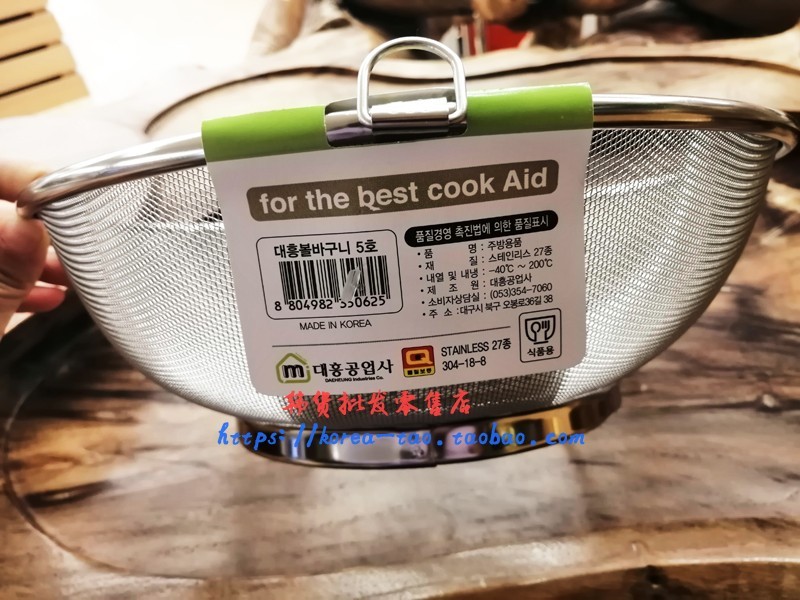 for the best cook Aid
대흥볼바구니 5호
8 804982 550625
MADE IN KOREA
품질경영 촉진법에 의한 품질표시
• 품 명 : 주방용품
• 재 질 : 스테인리스 27종
• 내열 및 내냉 : -40℃ ~ 200℃
• 제 조 원 : 대흥공업사
• 소비자상담실 : (053)354-7060
• 주 소 : 대구시 북구 오봉로36길 38
m 대흥공업사
DAEHEUNG Industries Co.
Q
품질보증
STAINLESS 27종
304-18-8
식품용
韩货批发零售店
https://korea-tao.taobao.com